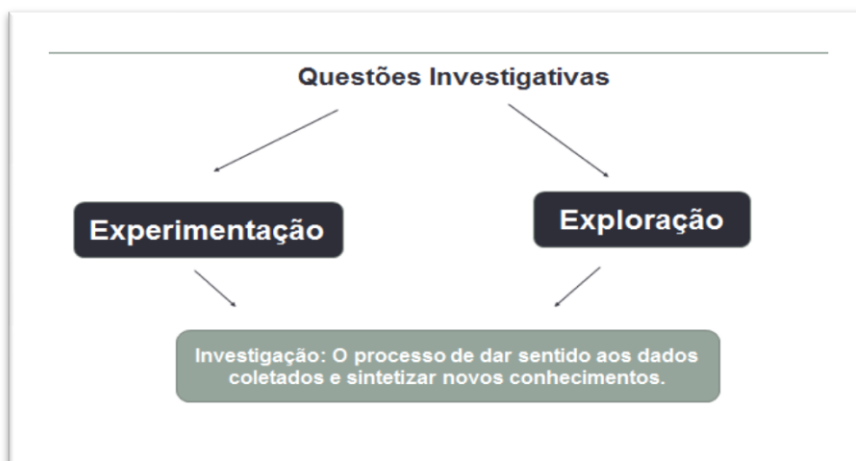 Questões Investigativas
Experimentação
Exploração
Investigação: O processo de dar sentido aos dados
coletados e sintetizar novos conhecimentos.